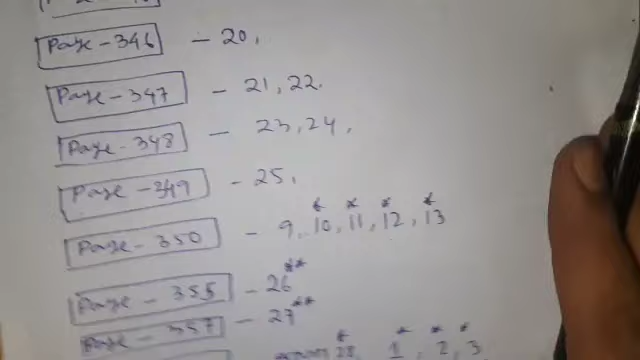 Page-346 - 20,
Page-347 - 21, 22.
Page-348 - 23, 24,
Page-349 - 25,
Page-350 - 9, 10*, 11*, 12*, 13*
Page-355 - 26**
Page-357 - 27**
28*, 1*, 2*, 3*